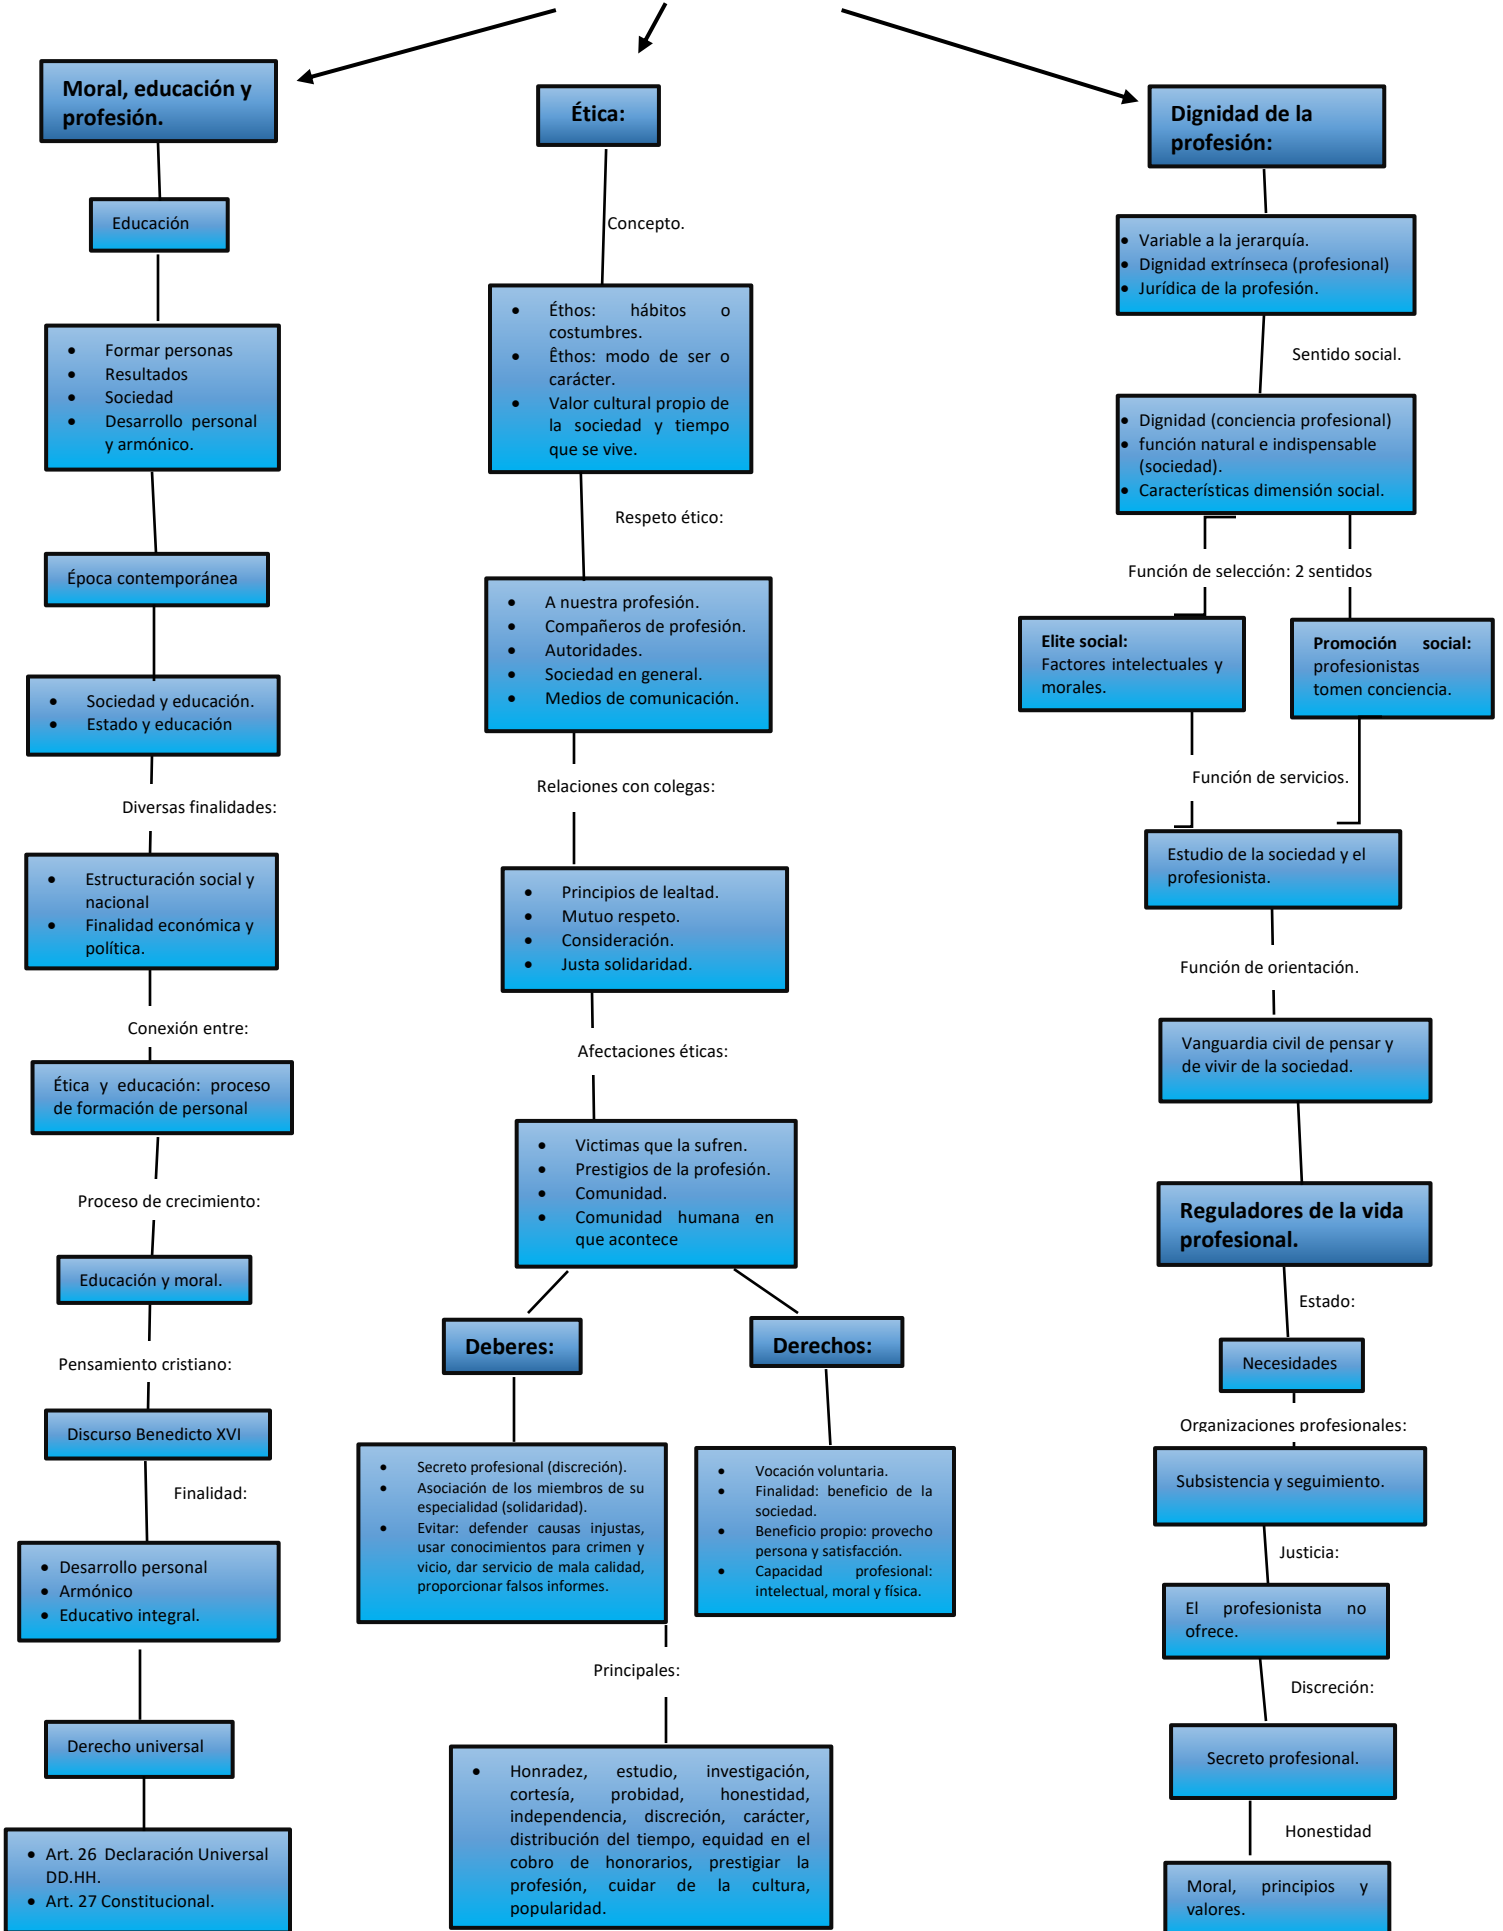 Moral, educación y
profesión.
Educación
Formar personas
Resultados
Sociedad
Desarrollo personal
y armónico.
Época contemporánea
Sociedad y educación.
Estado y educación
Diversas finalidades:
Estructuración social y
nacional
Finalidad económica y
política.
Conexión entre:
Ética y educación: proceso
de formación de personal
Proceso de crecimiento:
Educación y moral.
Pensamiento cristiano:
Discurso Benedicto XVI
Finalidad:
Desarrollo personal
Armónico
Educativo integral.
Derecho universal
Art. 26 Declaración Universal
DD.HH.
Art. 27 Constitucional.
Ética:
Concepto.
Éthos: hábitos o
costumbres.
Êthos: modo de ser o
carácter.
Valor cultural propio de
la sociedad y tiempo
que se vive.
Respeto ético:
A nuestra profesión.
Compañeros de profesión.
Autoridades.
Sociedad en general.
Medios de comunicación.
Relaciones con colegas:
Principios de lealtad.
Mutuo respeto.
Consideración.
Justa solidaridad.
Afectaciones éticas:
Victimas que la sufren.
Prestigios de la profesión.
Comunidad.
Comunidad humana en
que acontece
Deberes:
Secreto profesional (discreción).
Asociación de los miembros de su
especialidad (solidaridad).
Evitar: defender causas injustas,
usar conocimientos para crimen y
vicio, dar servicio de mala calidad,
proporcionar falsos informes.
Derechos:
Vocación voluntaria.
Finalidad: beneficio de la
sociedad.
Beneficio propio: provecho
persona y satisfacción.
Capacidad profesional:
intelectual, moral y física.
Principales:
Honradez, estudio, investigación,
cortesía, probidad, honestidad,
independencia, discreción, carácter,
distribución del tiempo, equidad en el
cobro de honorarios, prestigiar la
profesión, cuidar de la cultura,
popularidad.
Dignidad de la
profesión:
Variable a la jerarquía.
Dignidad extrínseca (profesional)
Jurídica de la profesión.
Sentido social.
Dignidad (conciencia profesional)
función natural e indispensable
(sociedad).
Características dimensión social.
Función de selección: 2 sentidos
Elite social:
Factores intelectuales y
morales.
Promoción social:
profesionistas
tomen conciencia.
Función de servicios.
Estudio de la sociedad y el
profesionista.
Función de orientación.
Vanguardia civil de pensar y
de vivir de la sociedad.
Reguladores de la vida
profesional.
Estado:
Necesidades
Organizaciones profesionales:
Subsistencia y seguimiento.
Justicia:
El profesionista no
ofrece.
Discreción:
Secreto profesional.
Honestidad
Moral, principios y
valores.